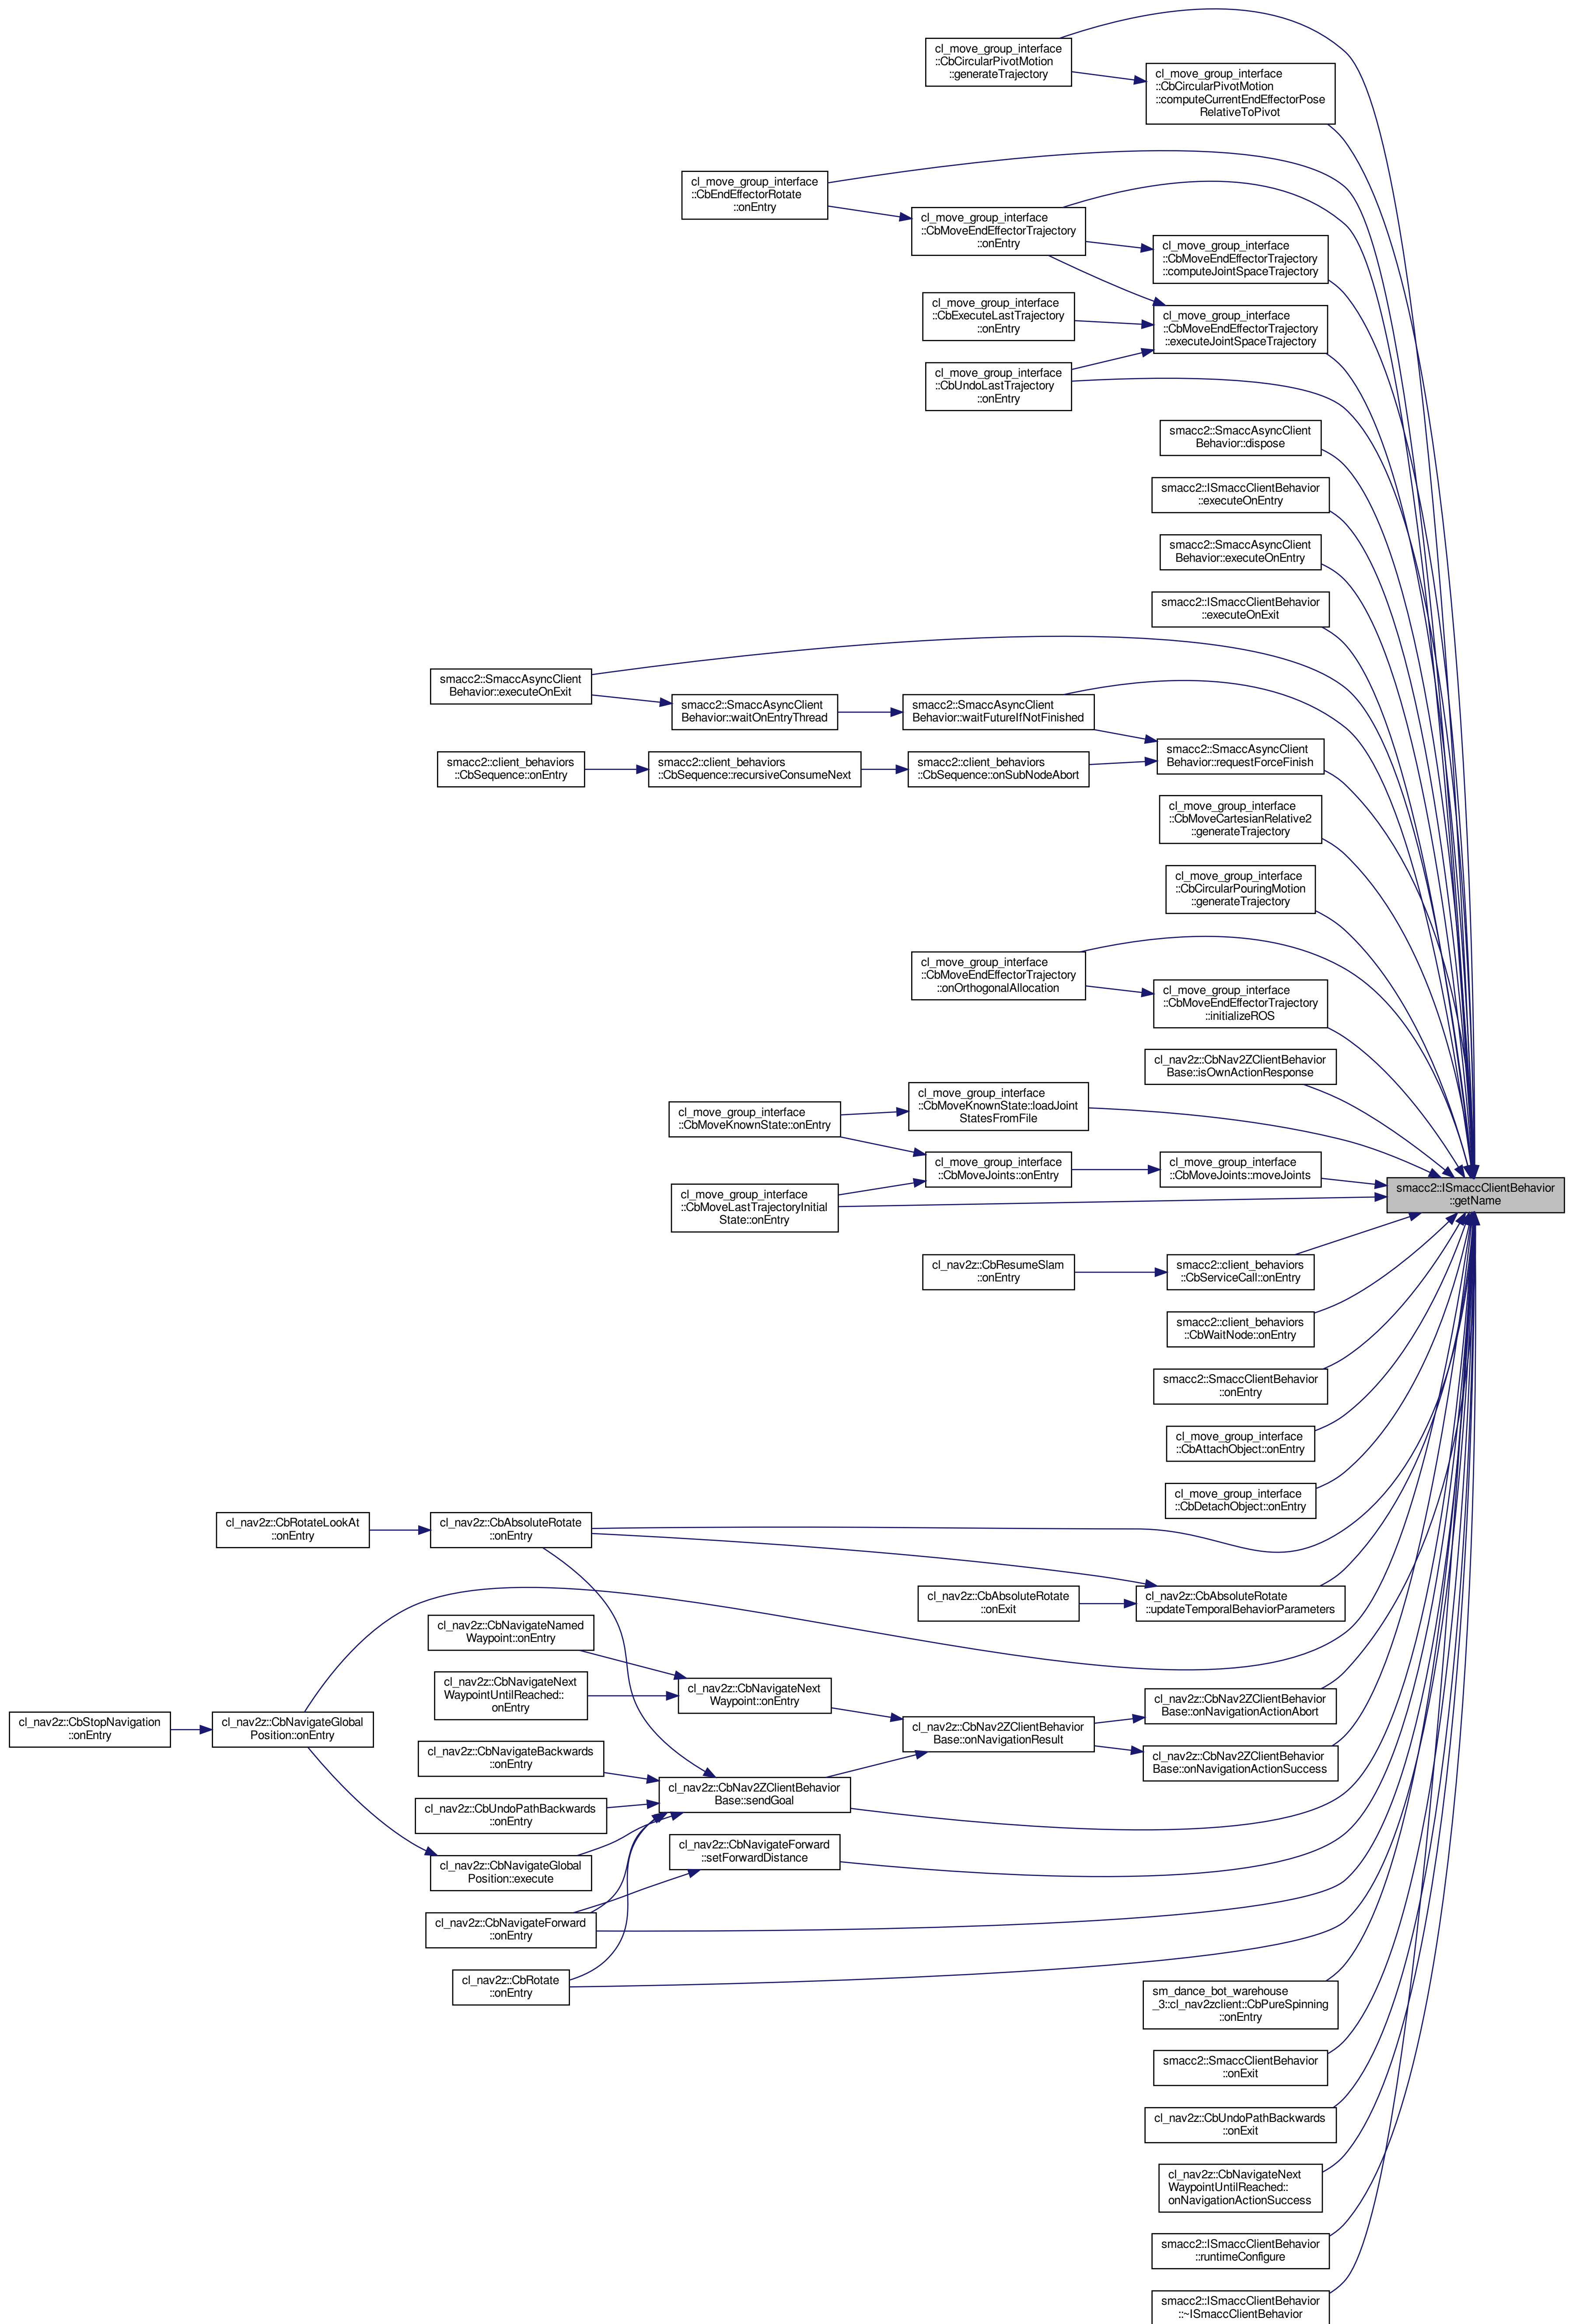 cl_move_group_interface
::CbCircularPivotMotion
::generateTrajectory
cl_move_group_interface
::CbCircularPivotMotion
::computeCurrentEndEffectorPose
RelativeToPivot
cl_move_group_interface
::CbEndEffectorRotate
::onEntry
cl_move_group_interface
::CbMoveEndEffectorTrajectory
::onEntry
cl_move_group_interface
::CbMoveEndEffectorTrajectory
::computeJointSpaceTrajectory
cl_move_group_interface
::CbExecuteLastTrajectory
::onEntry
cl_move_group_interface
::CbMoveEndEffectorTrajectory
::executeJointSpaceTrajectory
cl_move_group_interface
::CbUndoLastTrajectory
::onEntry
smacc2::SmaccAsyncClient
Behavior::dispose
smacc2::ISmaccClientBehavior
::executeOnEntry
smacc2::SmaccAsyncClient
Behavior::executeOnEntry
smacc2::ISmaccClientBehavior
::executeOnExit
smacc2::SmaccAsyncClient
Behavior::executeOnExit
smacc2::SmaccAsyncClient
Behavior::waitOnEntryThread
smacc2::SmaccAsyncClient
Behavior::waitFutureIfNotFinished
smacc2::client_behaviors
::CbSequence::onEntry
smacc2::client_behaviors
::CbSequence::recursiveConsumeNext
smacc2::client_behaviors
::CbSequence::onSubNodeAbort
smacc2::SmaccAsyncClient
Behavior::requestForceFinish
cl_move_group_interface
::CbMoveCartesianRelative2
::generateTrajectory
cl_move_group_interface
::CbCircularPouringMotion
::generateTrajectory
cl_move_group_interface
::CbMoveEndEffectorTrajectory
::onOrthogonalAllocation
cl_move_group_interface
::CbMoveEndEffectorTrajectory
::initializeROS
cl_nav2z::CbNav2ZClientBehavior
Base::isOwnActionResponse
cl_move_group_interface
::CbMoveKnownState::onEntry
cl_move_group_interface
::CbMoveKnownState::loadJoint
StatesFromFile
cl_move_group_interface
::CbMoveJoints::onEntry
cl_move_group_interface
::CbMoveJoints::moveJoints
cl_move_group_interface
::CbMoveLastTrajectoryInitial
State::onEntry
smacc2::ISmaccClientBehavior
::getName
cl_nav2z::CbResumeSlam
::onEntry
smacc2::client_behaviors
::CbServiceCall::onEntry
smacc2::client_behaviors
::CbWaitNode::onEntry
smacc2::SmaccClientBehavior
::onEntry
cl_move_group_interface
::CbAttachObject::onEntry
cl_move_group_interface
::CbDetachObject::onEntry
cl_nav2z::CbRotateLookAt
::onEntry
cl_nav2z::CbAbsoluteRotate
::onEntry
cl_nav2z::CbAbsoluteRotate
::onExit
cl_nav2z::CbAbsoluteRotate
::updateTemporalBehaviorParameters
cl_nav2z::CbNavigateNamed
Waypoint::onEntry
cl_nav2z::CbNavigateNext
WaypointUntilReached::
onEntry
cl_nav2z::CbNavigateNext
Waypoint::onEntry
cl_nav2z::CbNav2ZClientBehavior
Base::onNavigationActionAbort
cl_nav2z::CbStopNavigation
::onEntry
cl_nav2z::CbNavigateGlobal
Position::onEntry
cl_nav2z::CbNav2ZClientBehavior
Base::onNavigationResult
cl_nav2z::CbNav2ZClientBehavior
Base::onNavigationActionSuccess
cl_nav2z::CbNavigateBackwards
::onEntry
cl_nav2z::CbNav2ZClientBehavior
Base::sendGoal
cl_nav2z::CbUndoPathBackwards
::onEntry
cl_nav2z::CbNavigateForward
::setForwardDistance
cl_nav2z::CbNavigateGlobal
Position::execute
cl_nav2z::CbNavigateForward
::onEntry
cl_nav2z::CbRotate
::onEntry
sm_dance_bot_warehouse
_3::cl_nav2zclient::CbPureSpinning
::onEntry
smacc2::SmaccClientBehavior
::onExit
cl_nav2z::CbUndoPathBackwards
::onExit
cl_nav2z::CbNavigateNext
WaypointUntilReached::
onNavigationActionSuccess
smacc2::ISmaccClientBehavior
::runtimeConfigure
smacc2::ISmaccClientBehavior
::~ISmaccClientBehavior